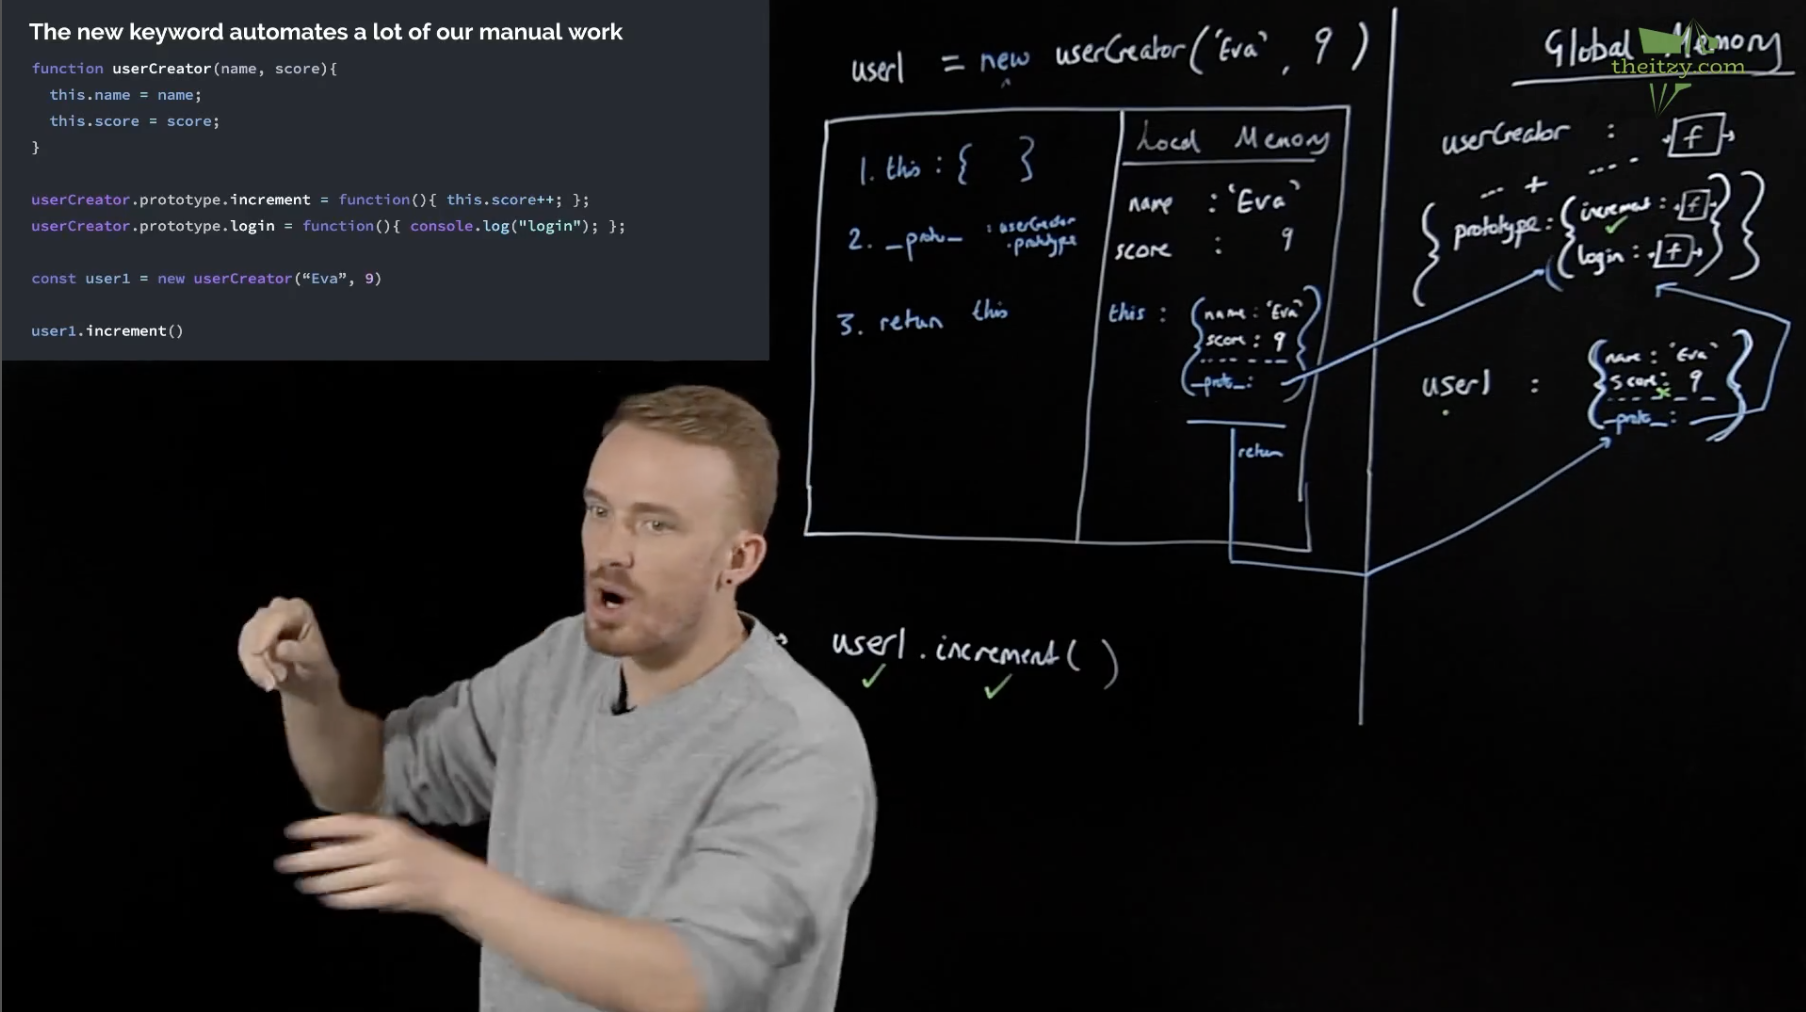 The new keyword automates a lot of our manual work
function userCreator(name, score){
this.name = name;
this.score = score;
}
userCreator.prototype.increment = function(){ this.score++; };
userCreator.prototype.login = function(){ console.log("login"); };
const user1 = new userCreator(“Eva”, 9)
user1.increment()
user1 = new userCreator('Eva', 9)
1. this : { }
2. _proto_ : userCreator
.prototype
3. return this
Local Memory
name : 'Eva'
score : 9
this : { name : 'Eva'
score : 9
_proto_ : }
return
user1.increment( )
Global Memory
theitzy.com
userCreator : f
--- + ----
{ prototype : { increment : f
login : f } }
user1 : { name : 'Eva'
score : 9
_proto_ : }